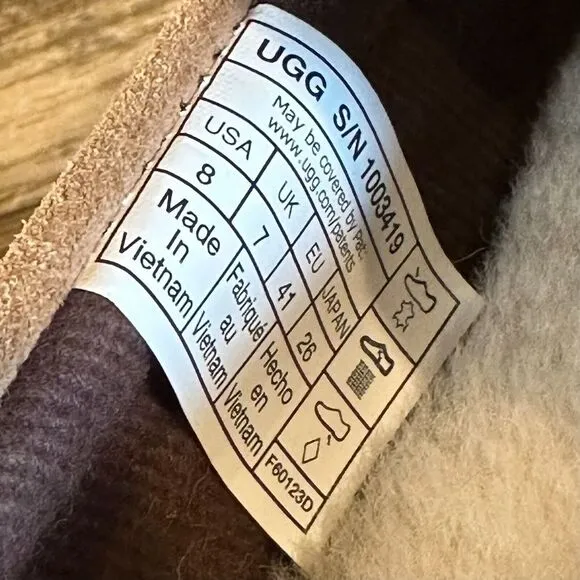 UGG S/N 1003419
May be covered by Pat.:
www.ugg.com/patents
USA
UK
EU
JAPAN
8
7
41
26
Made
In
Vietnam
Fabriqué
au
Vietnam
Hecho
en
Vietnam
F60123D